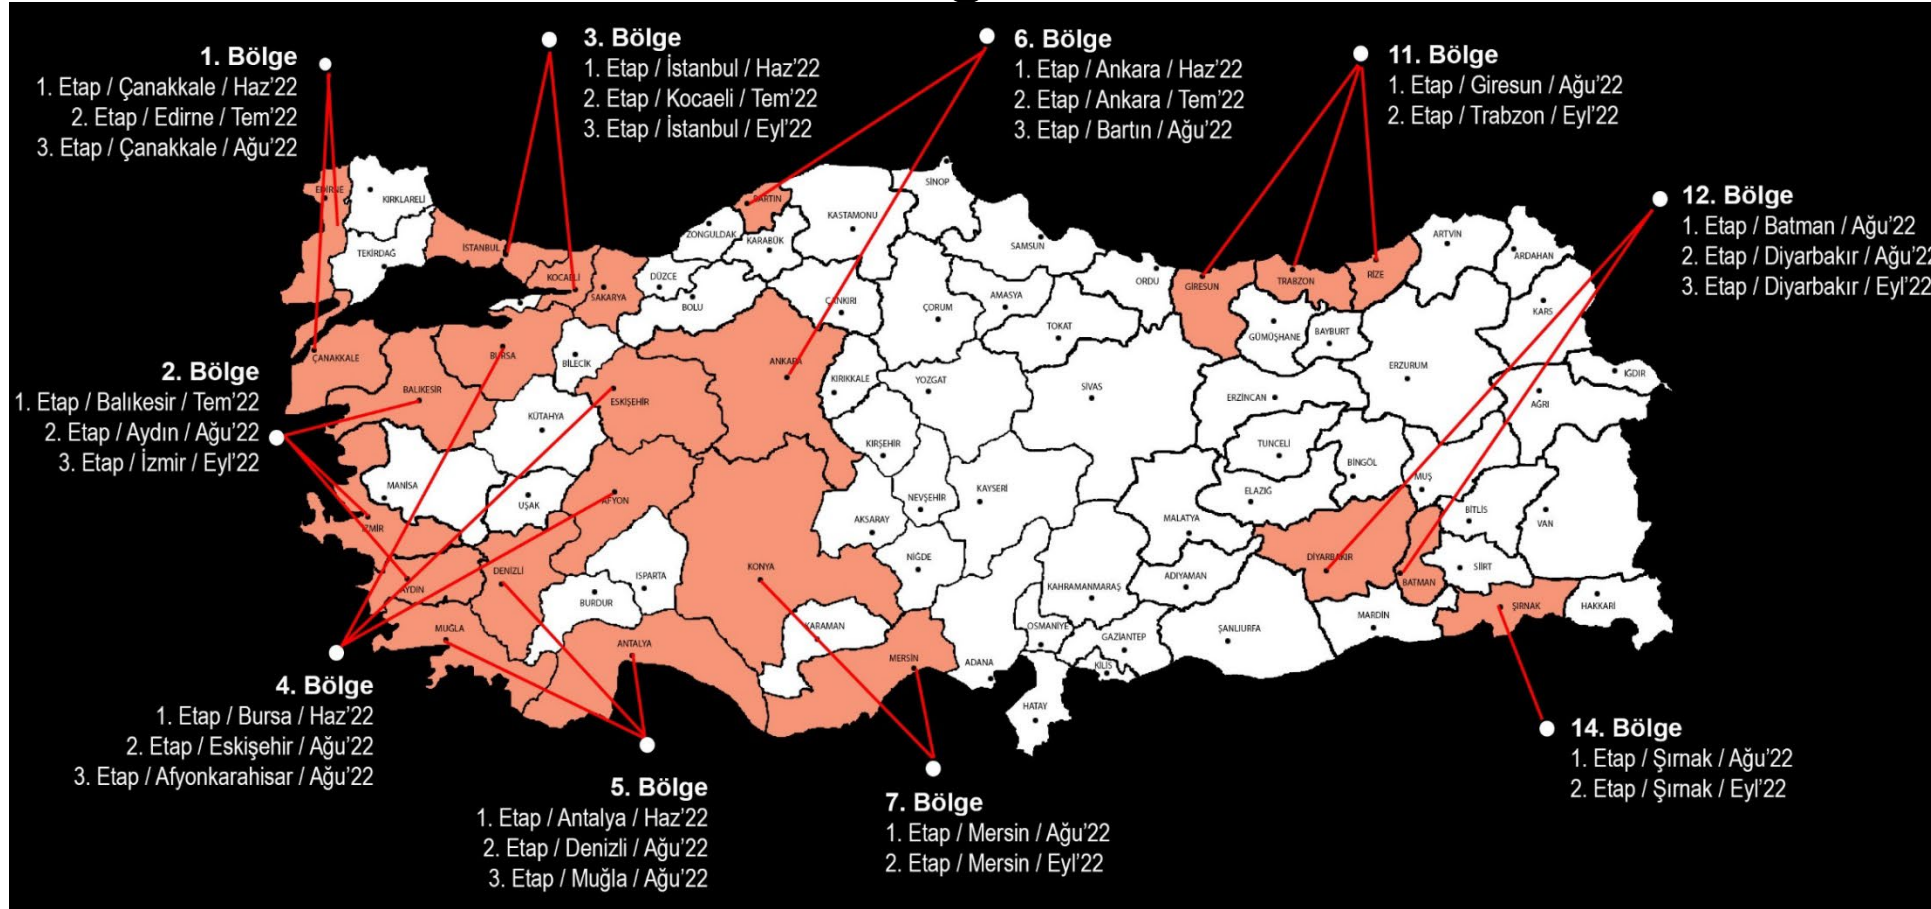 1. Bölge
1. Etap / Çanakkale / Haz’22
2. Etap / Edirne / Tem’22
3. Etap / Çanakkale / Ağu’22
3. Bölge
1. Etap / İstanbul / Haz’22
2. Etap / Kocaeli / Tem’22
3. Etap / İstanbul / Eyl’22
6. Bölge
1. Etap / Ankara / Haz’22
2. Etap / Ankara / Tem’22
3. Etap / Bartın / Ağu’22
11. Bölge
1. Etap / Giresun / Ağu’22
2. Etap / Trabzon / Eyl’22
12. Bölge
1. Etap / Batman / Ağu’22
2. Etap / Diyarbakır / Ağu’22
3. Etap / Diyarbakır / Eyl’22
2. Bölge
1. Etap / Balıkesir / Tem’22
2. Etap / Aydın / Ağu’22
3. Etap / İzmir / Eyl’22
4. Bölge
1. Etap / Bursa / Haz’22
2. Etap / Eskişehir / Ağu’22
3. Etap / Afyonkarahisar / Ağu’22
5. Bölge
1. Etap / Antalya / Haz’22
2. Etap / Denizli / Ağu’22
3. Etap / Muğla / Ağu’22
7. Bölge
1. Etap / Mersin / Ağu’22
2. Etap / Mersin / Eyl’22
14. Bölge
1. Etap / Şırnak / Ağu’22
2. Etap / Şırnak / Eyl’22
EDİRNE
KIRKLARELİ
TEKİRDAĞ
İSTANBUL
KOCAELİ
SAKARYA
DÜZCE
BOLU
ZONGULDAK
BARTIN
KARABÜK
KASTAMONU
SİNOP
SAMSUN
ÇANKIRI
ÇORUM
AMASYA
TOKAT
ORDU
GİRESUN
TRABZON
RİZE
ARTVİN
ARDAHAN
KARS
GÜMÜŞHANE
BAYBURT
ERZURUM
IĞDIR
AĞRI
ÇANAKKALE
BALIKESİR
BURSA
BİLECİK
ESKİŞEHİR
ANKARA
KIRIKKALE
YOZGAT
SİVAS
ERZİNCAN
TUNCELİ
BİNGÖL
MUŞ
KÜTAHYA
KIRŞEHİR
MANİSA
UŞAK
AFYON
NEVŞEHİR
KAYSERİ
AKSARAY
MALATYA
ELAZIĞ
BİTLİS
VAN
İZMİR
AYDIN
DENİZLİ
ISPARTA
BURDUR
KONYA
NİĞDE
KAHRAMANMARAŞ
ADIYAMAN
DİYARBAKIR
BATMAN
SİİRT
ŞIRNAK
HAKKARİ
MUĞLA
ANTALYA
KARAMAN
MERSİN
ADANA
OSMANİYE
GAZİANTEP
KİLİS
ŞANLIURFA
MARDİN
HATAY